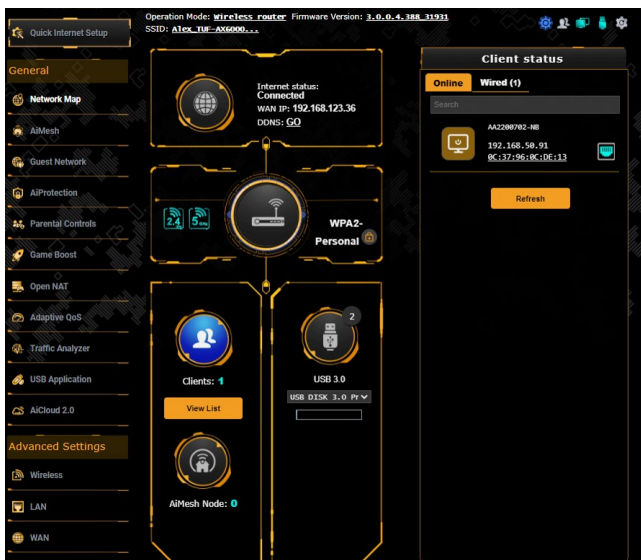 Operation Mode: Wireless router Firmware Version: 3.0.0.4.388_31931
SSID: Alex_TUF-AX6000...
Quick Internet Setup
General
Network Map
AiMesh
Guest Network
AiProtection
Parental Controls
Game Boost
Open NAT
Adaptive QoS
Traffic Analyzer
USB Application
AiCloud 2.0
Advanced Settings
Wireless
LAN
WAN
Internet status:
Connected
WAN IP: 192.168.123.36
DDNS: GO
2.4
5
WPA2-
Personal
Clients: 1
View List
AiMesh Node: 0
2
USB 3.0
USB DISK 3.0 Pr
Client status
Online Wired (1)
Search
AA2200702-NB
192.168.50.91
0C:37:96:0C:DE:13
Refresh